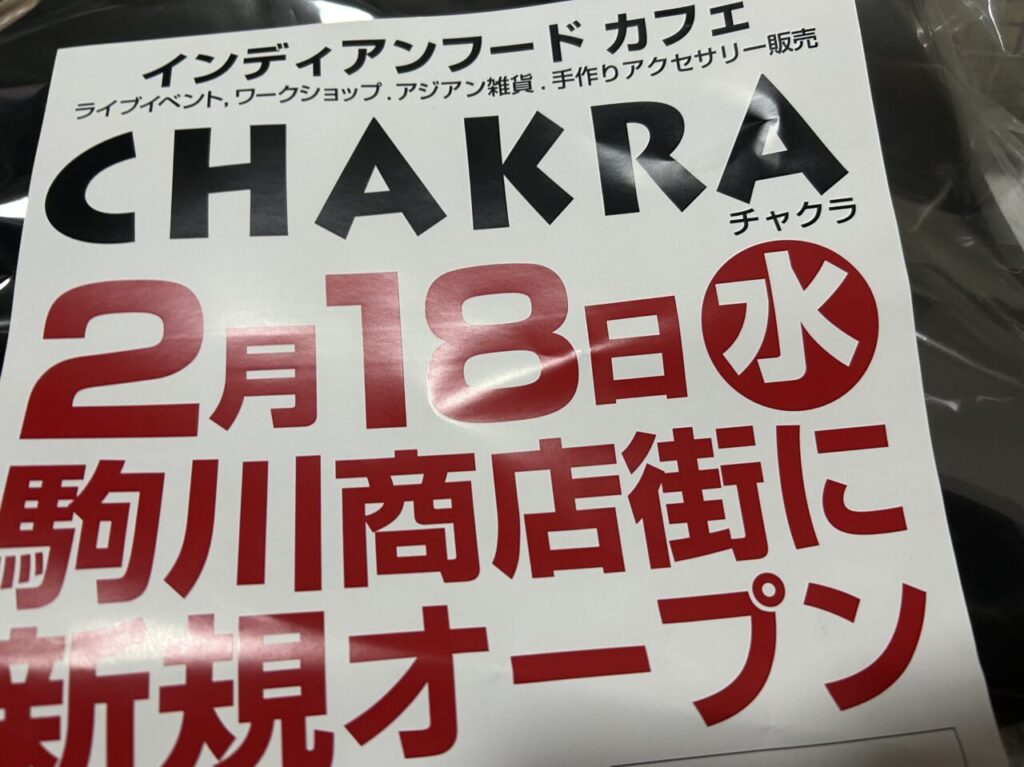 インディアンフード カフェ
ライブイベント,ワークショップ.アジアン雑貨.手作りアクセサリー販売
CHAKRA
チャクラ
2月18日水
駒川商店街に
新規オープン